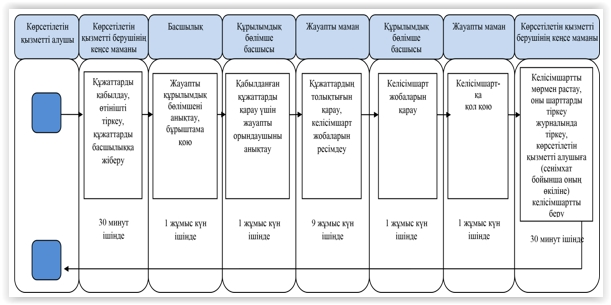 Көрсетілетін
қызметті алушы
Көрсетілетін
қызметті берушінің
кеңсе маманы
Басшылық
Құрылымдық
бөлімше
басшысы
Жауапты маман
Құрылымдық
бөлімше
басшысы
Жауапты маман
Көрсетілетін қызметті
берушінің кеңсе маманы
Құжаттарды
қабылдау,
өтінішті
тіркеу,
құжаттарды
басшылыққа
жіберу
Жауапты
құрылымдық
бөлімшені
анықтау,
бұрыштама
қою
Қабылданған
құжаттарды
қарау үшін
жауапты
орындаушыны
анықтау
Құжаттардың
толықтығын
қарау,
келісімшарт
жобаларын
ресімдеу
Келісімшарт
жобаларын
қарау
Келісімшарт-
қа
қол қою
Келісімшартты
мөрмен растау,
оны шарттарды
тіркеу
журналында
тіркеу,
көрсетілетін
қызметті алушыға
(сенімхат
бойынша оның
өкіліне)
келісімшартты
беру
30 минут
ішінде
1 жұмыс күн
ішінде
1 жұмыс күн
ішінде
9 жұмыс күн
ішінде
1 жұмыс күн
ішінде
1 жұмыс күн
ішінде
30 минут ішінде